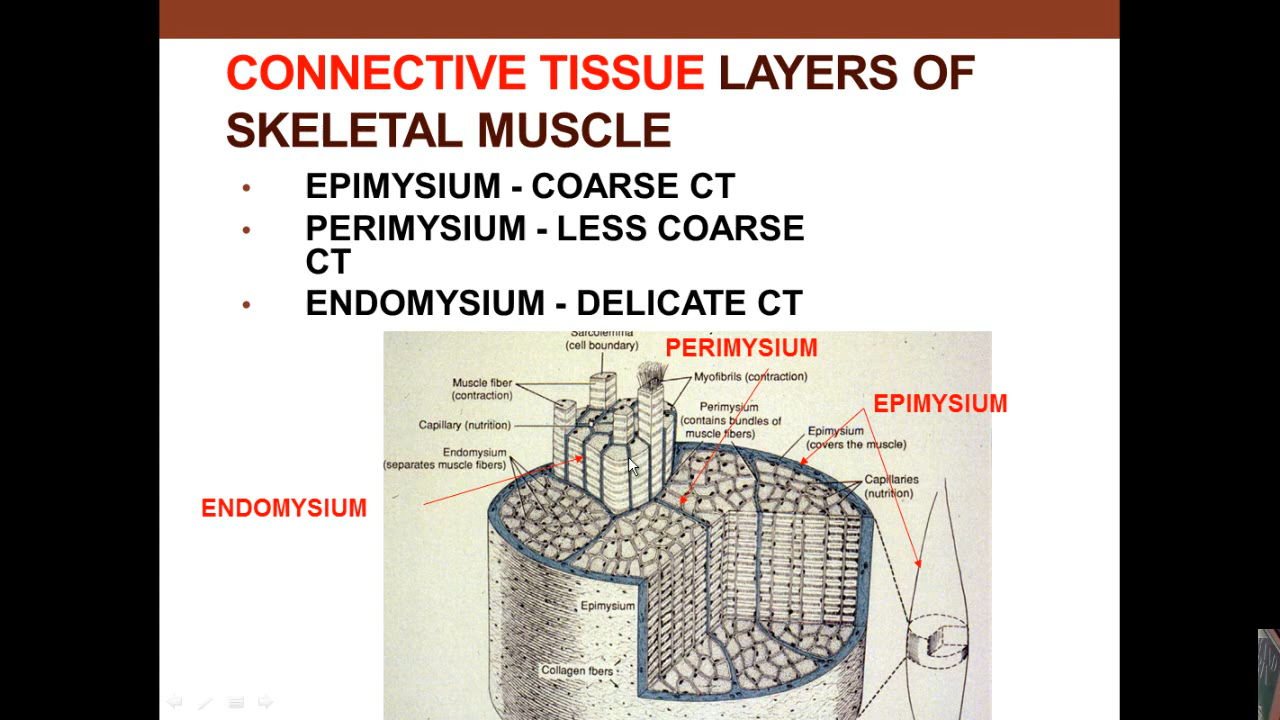 CONNECTIVE TISSUE LAYERS OF
SKELETAL MUSCLE
• EPIMYSIUM - COARSE CT
• PERIMYSIUM - LESS COARSE
CT
• ENDOMYSIUM - DELICATE CT
Sarcolemma
(cell boundary)
PERIMYSIUM
Muscle fiber
(contraction)
Myofibrils (contraction)
Perimysium
(contains bundles of
muscle fibers)
EPIMYSIUM
Capillary (nutrition)
Epimysium
(covers the muscle)
Endomysium
(separates muscle fibers)
Capillaries
(nutrition)
ENDOMYSIUM
Epimysium
Collagen fbers